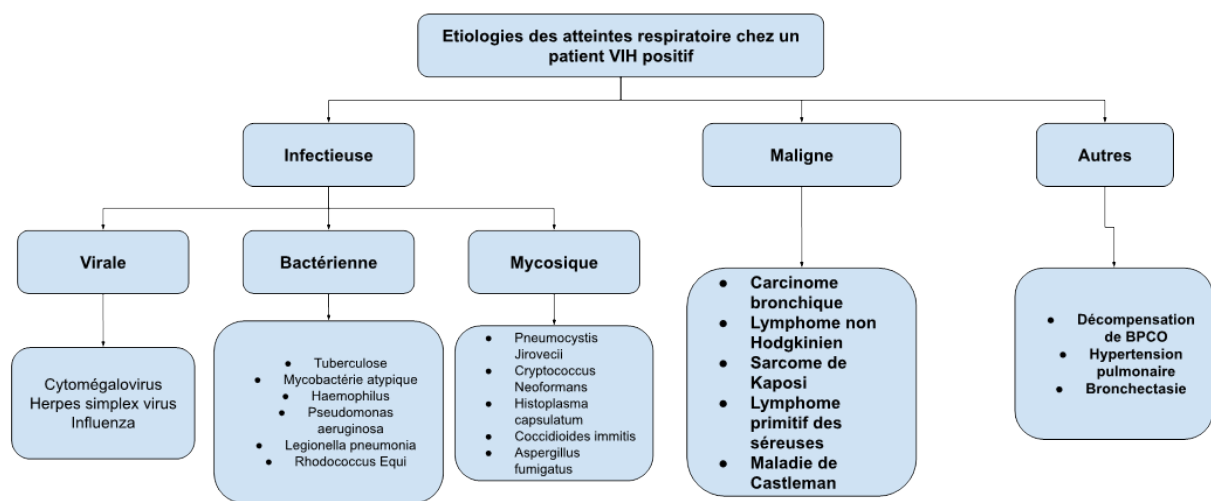 Etiologies des atteintes respiratoire chez un
patient VIH positif
Infectieuse
Maligne
Autres
Virale
Bactérienne
Mycosique
Cytomégalovirus
Herpes simplex virus
Influenza
● Tuberculose
● Mycobactérie atypique
● Haemophilus
● Pseudomonas
aeruginosa
● Legionella pneumonia
● Rhodococcus Equi
● Pneumocystis
Jirovecii
● Cryptococcus
Neoformans
● Histoplasma
capsulatum
● Coccidioides immitis
● Aspergillus
fumigatus
● Carcinome
bronchique
● Lymphome non
Hodgkinien
● Sarcome de
Kaposi
● Lymphome
primitif des
séreuses
● Maladie de
Castleman
● Décompensation
de BPCO
● Hypertension
pulmonaire
● Bronchectasie